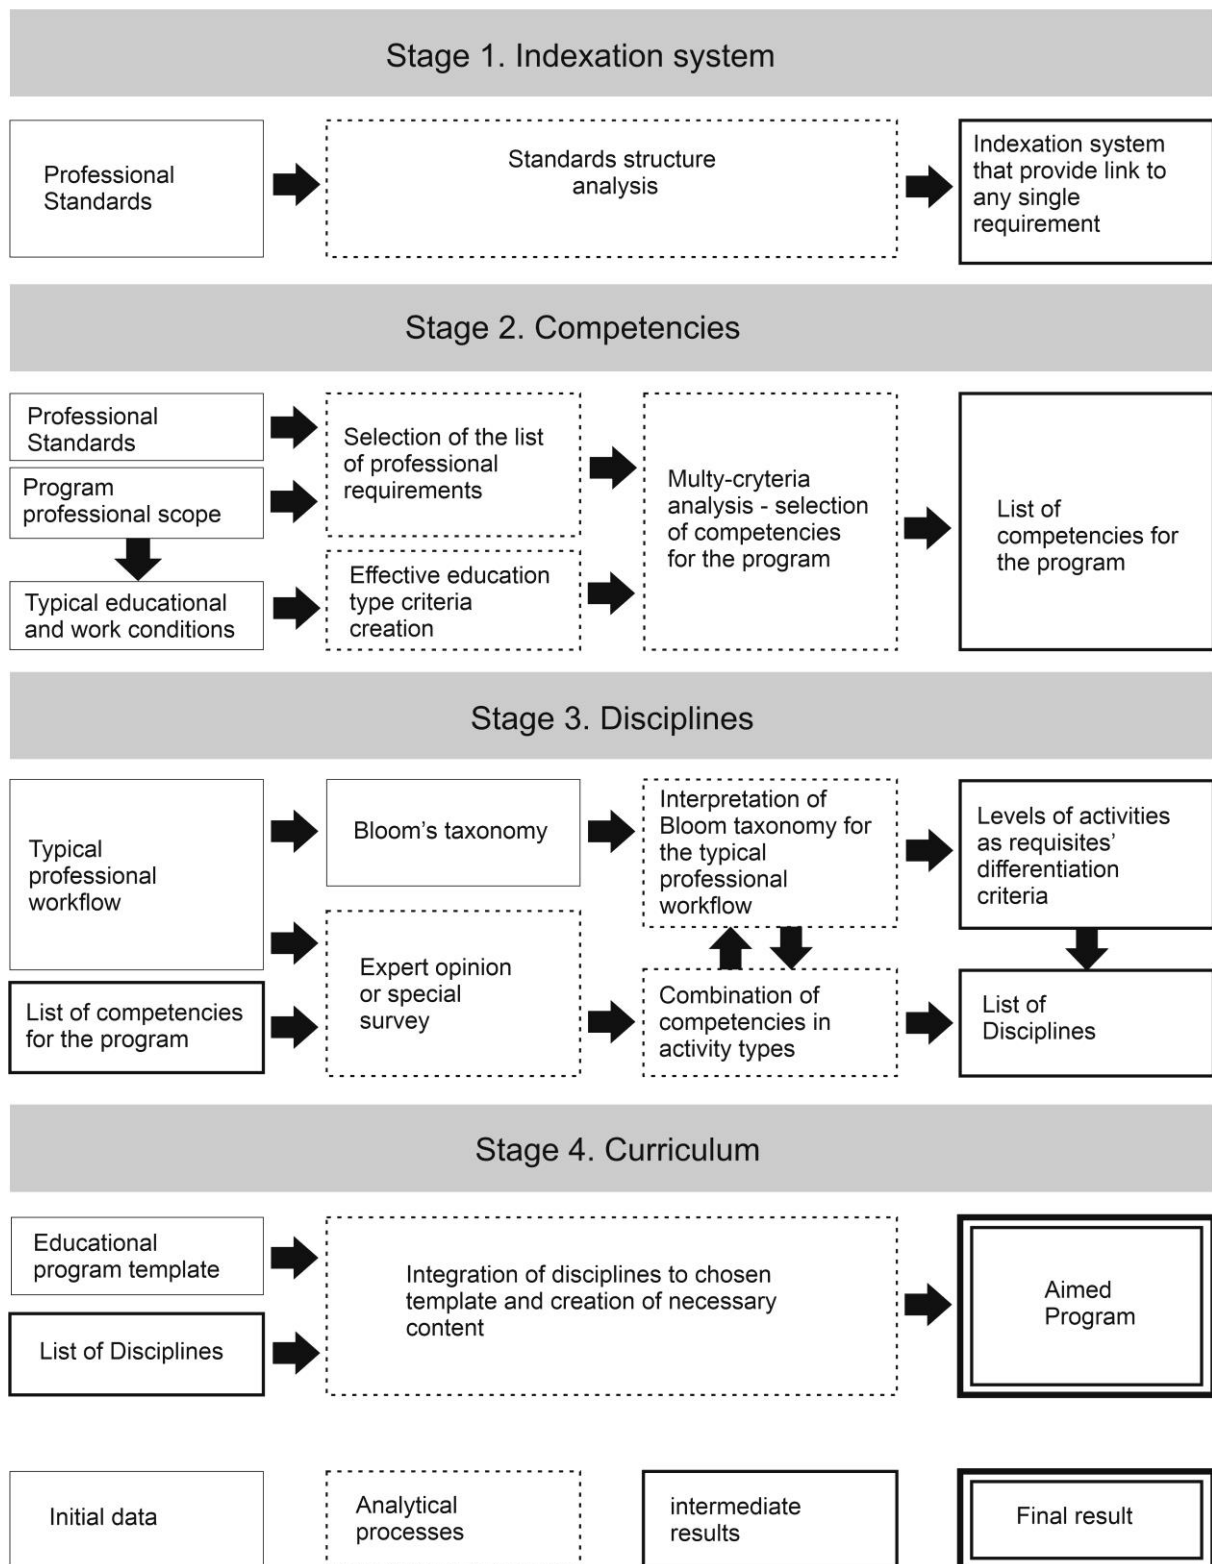 Stage 1. Indexation system
Professional
Standards
Standards structure
analysis
Indexation system
that provide link to
any single
requirement
Stage 2. Competencies
Professional
Standards
Program
professional scope
Typical educational
and work conditions
Selection of the list
of professional
requirements
Effective education
type criteria
creation
Multy-cryteria
analysis - selection
of competencies
for the program
List of
competencies for
the program
Stage 3. Disciplines
Typical
professional
workflow
List of competencies
for the program
Bloom's taxonomy
Expert opinion
or special
survey
Interpretation of
Bloom taxonomy for
the typical
professional
workflow
Combination of
competencies in
activity types
Levels of activities
as requisites'
differentiation
criteria
List of
Disciplines
Stage 4. Curriculum
Educational
program template
List of Disciplines
Integration of disciplines to chosen
template and creation of necessary
content
Aimed
Program
Initial data
Analytical
processes
intermediate
results
Final result